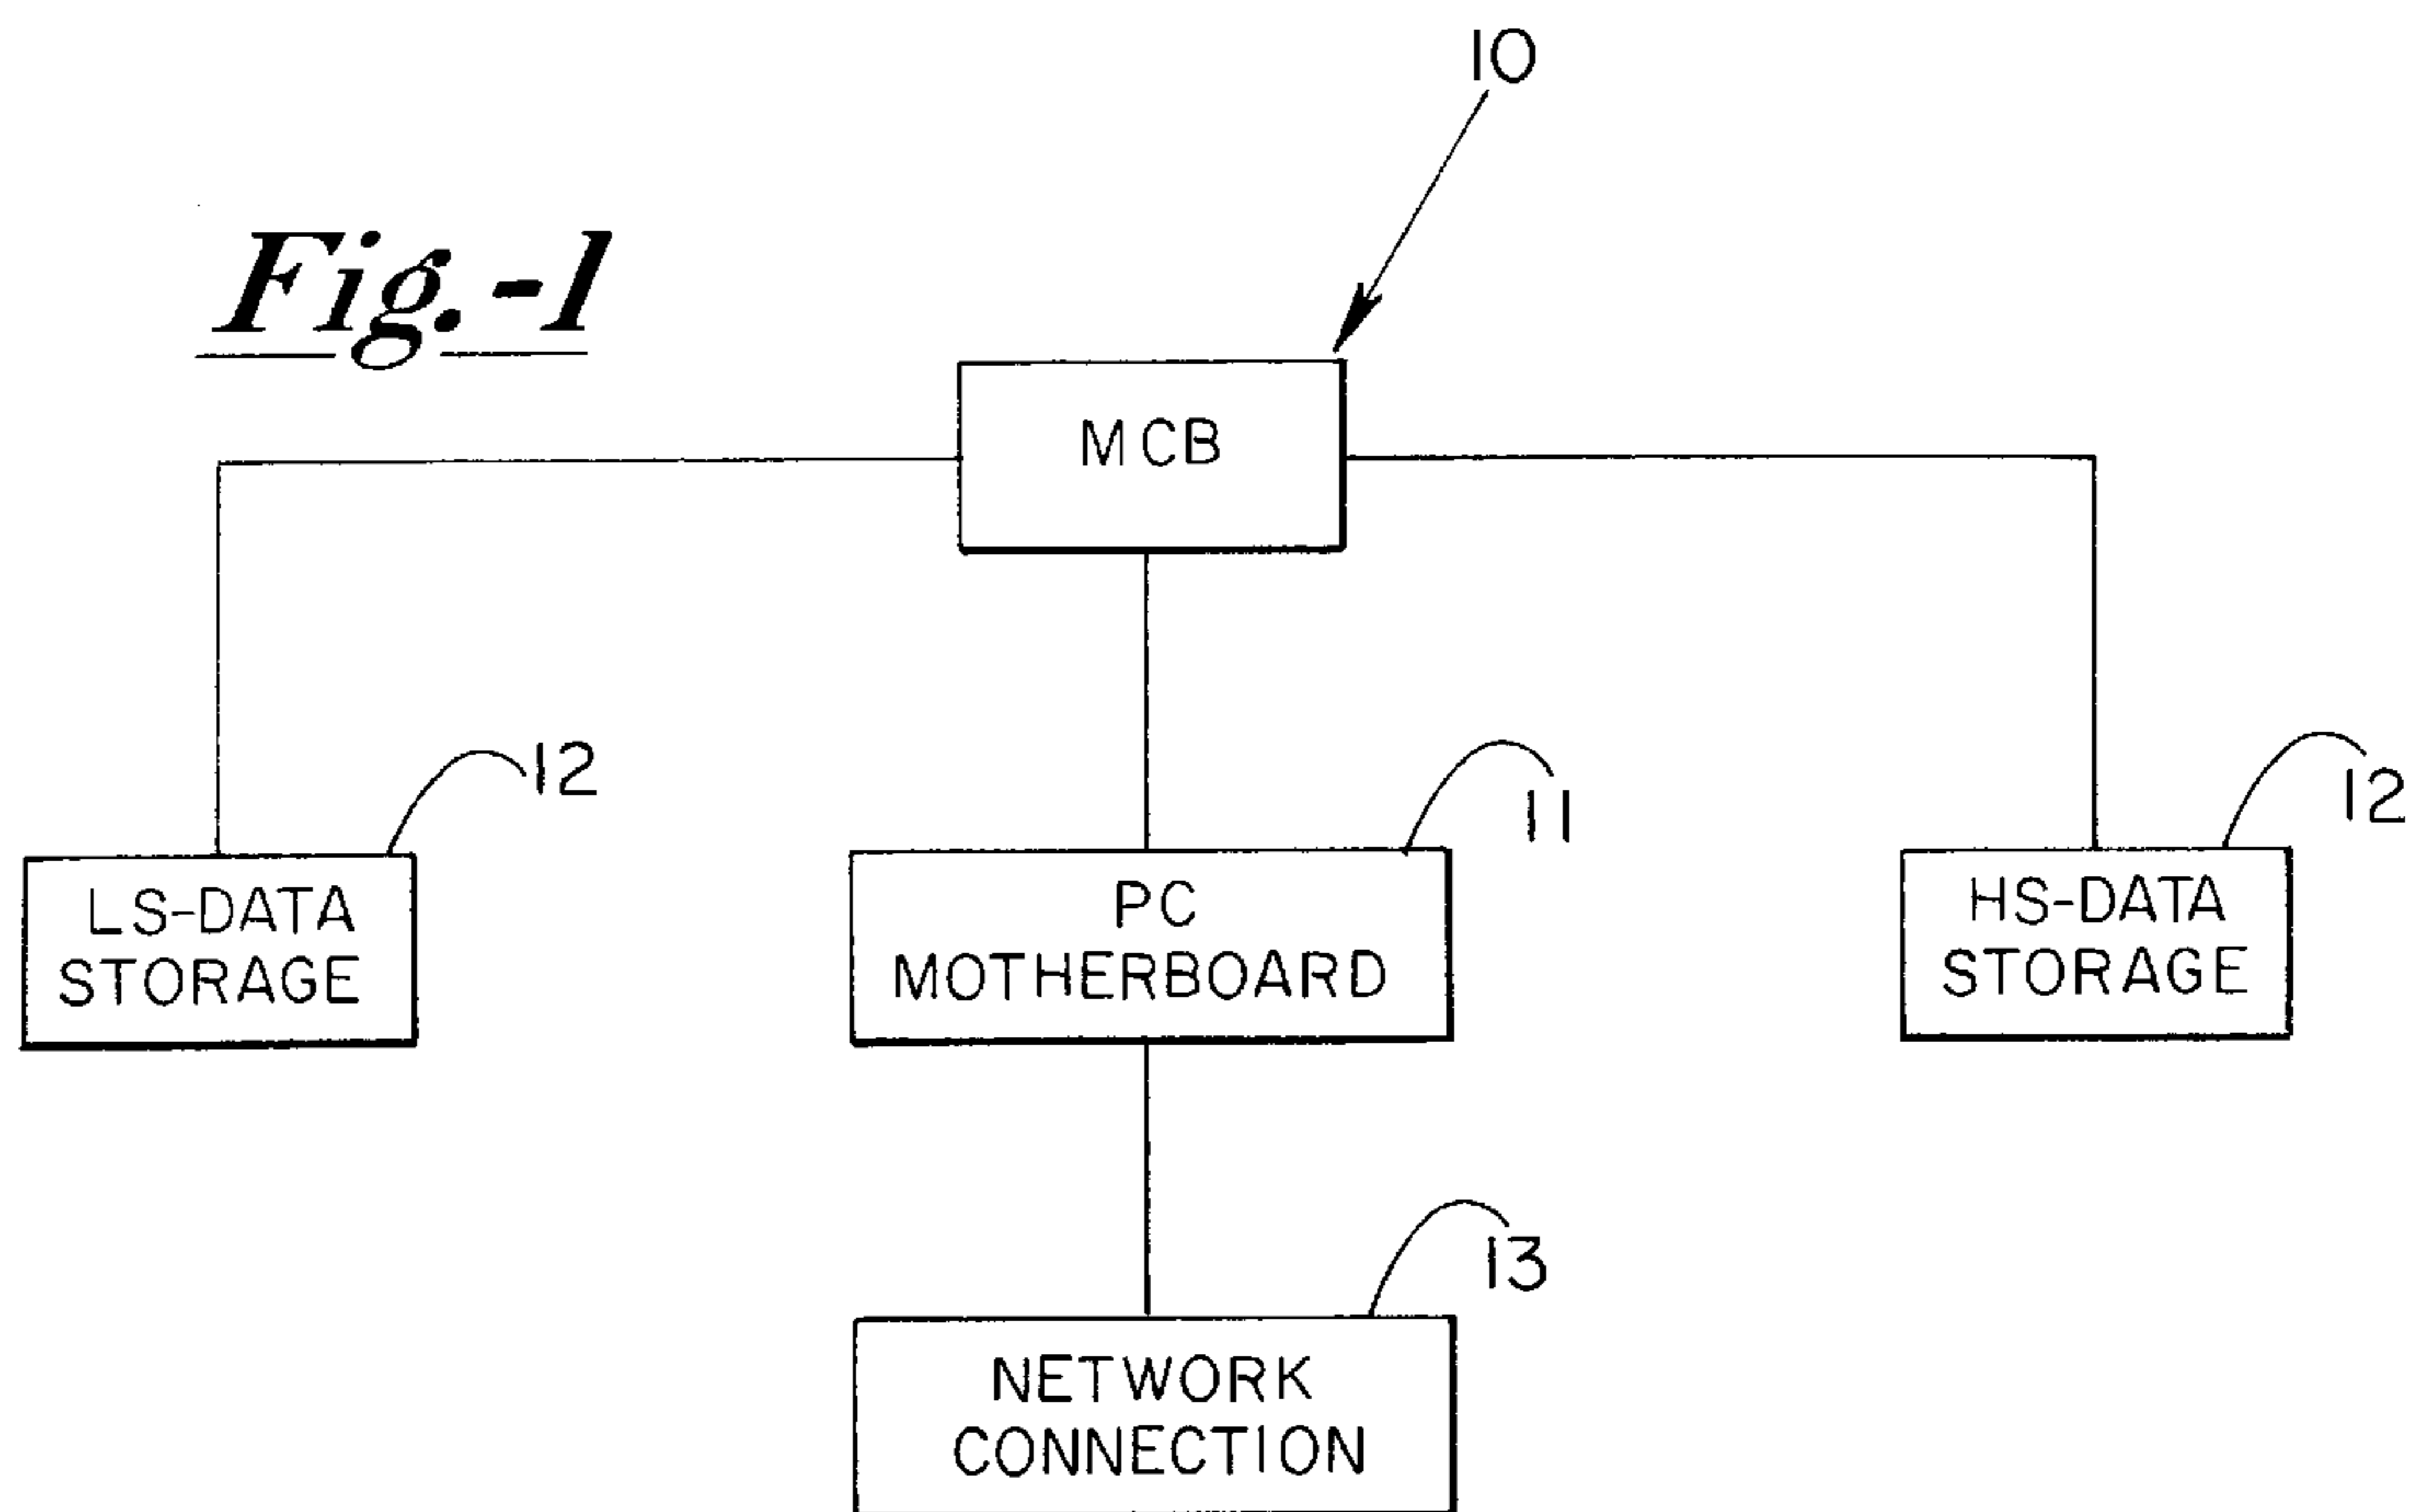 10
Fig.-1
MCB
12
11
12
LS-DATA
STORAGE
PC
MOTHERBOARD
HS-DATA
STORAGE
13
NETWORK
CONNECTION